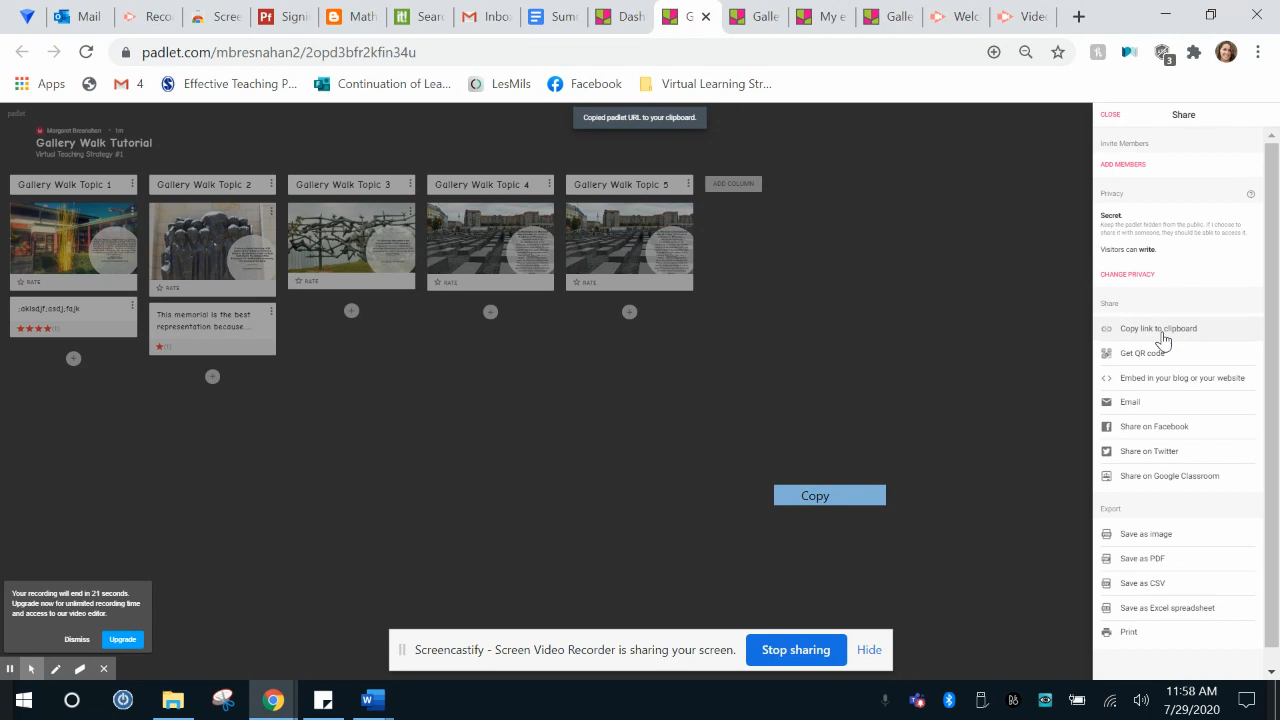 Mail
Reco
Scree
Signi
Math
Sear
Inbo
Sum
Dash
G
Galle
My e
Galle
Welc
Vide
padlet.com/mbresnahan2/2opd3bfr2kfin34u
3
Apps
4
Effective Teaching P...
Continuation of Lea...
LesMils
Facebook
Virtual Learning Str...
padlet
Copied padlet URL to your clipboard.
CLOSE
Share
Margaret Bresnahan • 1m
Gallery Walk Tutorial
Virtual Teaching Strategy #1
Invite Members
ADD MEMBERS
Gallery Walk Topic 1
Gallery Walk Topic 2
Gallery Walk Topic 3
Gallery Walk Topic 4
Gallery Walk Topic 5
ADD COLUMN
RATE
RATE
RATE
RATE
RATE
;aklsdjf;asdj;fajk
(1)
This memorial is the best
representation because....
(1)
Privacy
Secret.
Keep the padlet hidden from the public. If I choose to
share it with someone, they should be able to access it.
Visitors can write.
CHANGE PRIVACY
Share
Copy link to clipboard
Get QR code
Embed in your blog or your website
Email
Share on Facebook
Share on Twitter
Share on Google Classroom
Export
Save as image
Save as PDF
Save as CSV
Save as Excel spreadsheet
Print
Copy
Your recording will end in 21 seconds.
Upgrade now for unlimited recording time
and access to our video editor.
Dismiss
Upgrade
Screencastify - Screen Video Recorder is sharing your screen.
Stop sharing
Hide
11:58 AM
7/29/2020